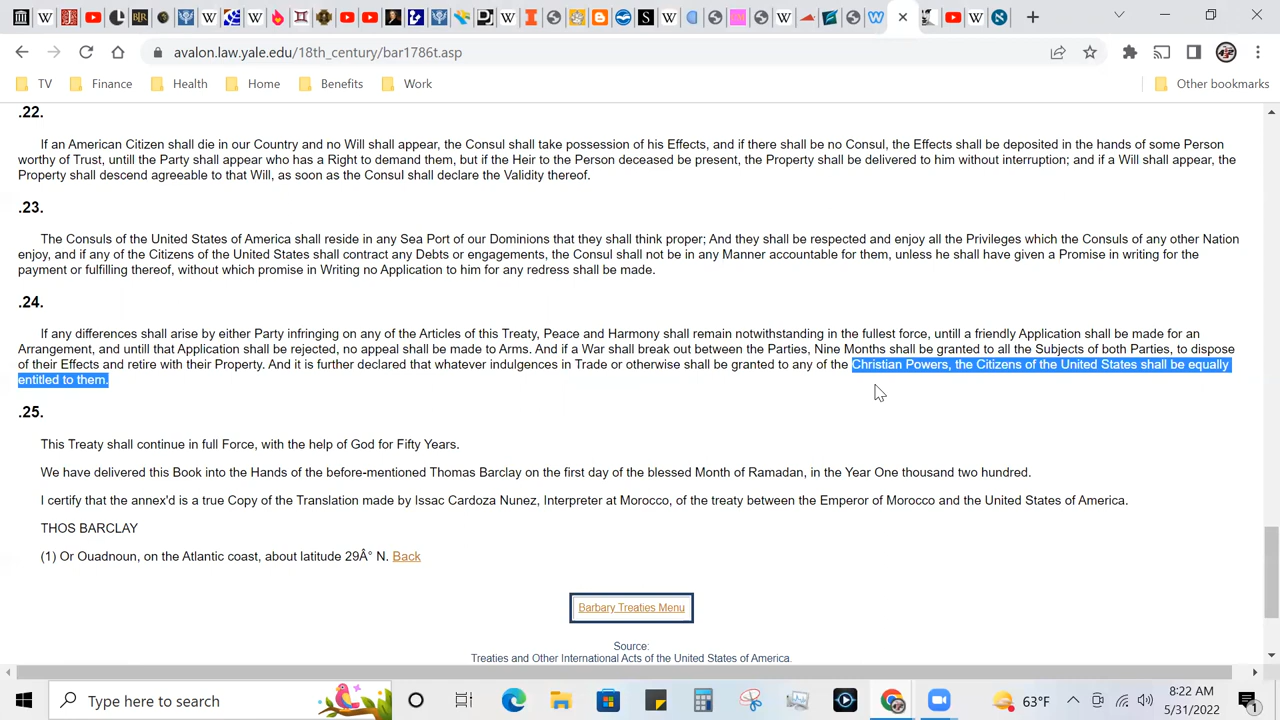 avalon.law.yale.edu/18th_century/bar1786t.asp
TV Finance Health Home Benefits Work Other bookmarks
.22.
If an American Citizen shall die in our Country and no Will shall appear, the Consul shall take possession of his Effects, and if there shall be no Consul, the Effects shall be deposited in the hands of some Person
worthy of Trust, untill the Party shall appear who has a Right to demand them, but if the Heir to the Person deceased be present, the Property shall be delivered to him without interruption; and if a Will shall appear, the
Property shall descend agreeable to that Will, as soon as the Consul shall declare the Validity thereof.
.23.
The Consuls of the United States of America shall reside in any Sea Port of our Dominions that they shall think proper; And they shall be respected and enjoy all the Privileges which the Consuls of any other Nation
enjoy, and if any of the Citizens of the United States shall contract any Debts or engagements, the Consul shall not be in any Manner accountable for them, unless he shall have given a Promise in writing for the
payment or fulfilling thereof, without which promise in Writing no Application to him for any redress shall be made.
.24.
If any differences shall arise by either Party infringing on any of the Articles of this Treaty, Peace and Harmony shall remain notwithstanding in the fullest force, untill a friendly Application shall be made for an
Arrangement, and untill that Application shall be rejected, no appeal shall be made to Arms. And if a War shall break out between the Parties, Nine Months shall be granted to all the Subjects of both Parties, to dispose
of their Effects and retire with their Property. And it is further declared that whatever indulgences in Trade or otherwise shall be granted to any of the Christian Powers, the Citizens of the United States shall be equally
entitled to them.
.25.
This Treaty shall continue in full Force, with the help of God for Fifty Years.
We have delivered this Book into the Hands of the before-mentioned Thomas Barclay on the first day of the blessed Month of Ramadan, in the Year One thousand two hundred.
I certify that the annex'd is a true Copy of the Translation made by Issac Cardoza Nunez, Interpreter at Morocco, of the treaty between the Emperor of Morocco and the United States of America.
THOS BARCLAY
(1) Or Ouadnoun, on the Atlantic coast, about latitude 29Â° N. Back
Barbary Treaties Menu
Source:
Treaties and Other International Acts of the United States of America.
Type here to search
63°F
8:22 AM
5/31/2022
1